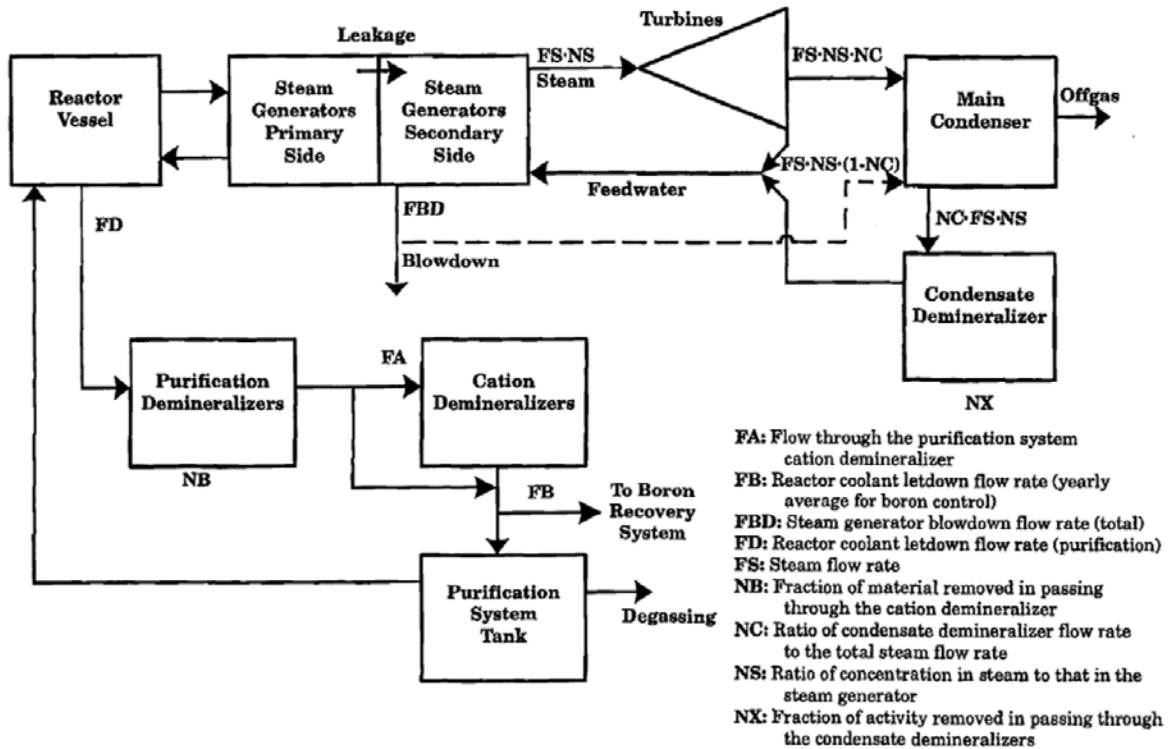 Turbines
Leakage
FS·NS
Steam
FS·NS·NC
Offgas
Reactor
Vessel
Steam
Generators
Primary
Side
Steam
Generators
Secondary
Side
Main
Condenser
FS·NS·(1-NC)
Feedwater
FD
FBD
NC·FS·NS
Blowdown
Condensate
Demineralizer
NX
Purification
Demineralizers
NB
FA
Cation
Demineralizers
FB
To Boron
Recovery
System
Purification
System
Tank
Degassing
FA: Flow through the purification system
cation demineralizer
FB: Reactor coolant letdown flow rate (yearly
average for boron control)
FBD: Steam generator blowdown flow rate (total)
FD: Reactor coolant letdown flow rate (purification)
FS: Steam flow rate
NB: Fraction of material removed in passing
through the cation demineralizer
NC: Ratio of condensate demineralizer flow rate
to the total steam flow rate
NS: Ratio of concentration in steam to that in the
steam generator
NX: Fraction of activity removed in passing through
the condensate demineralizers